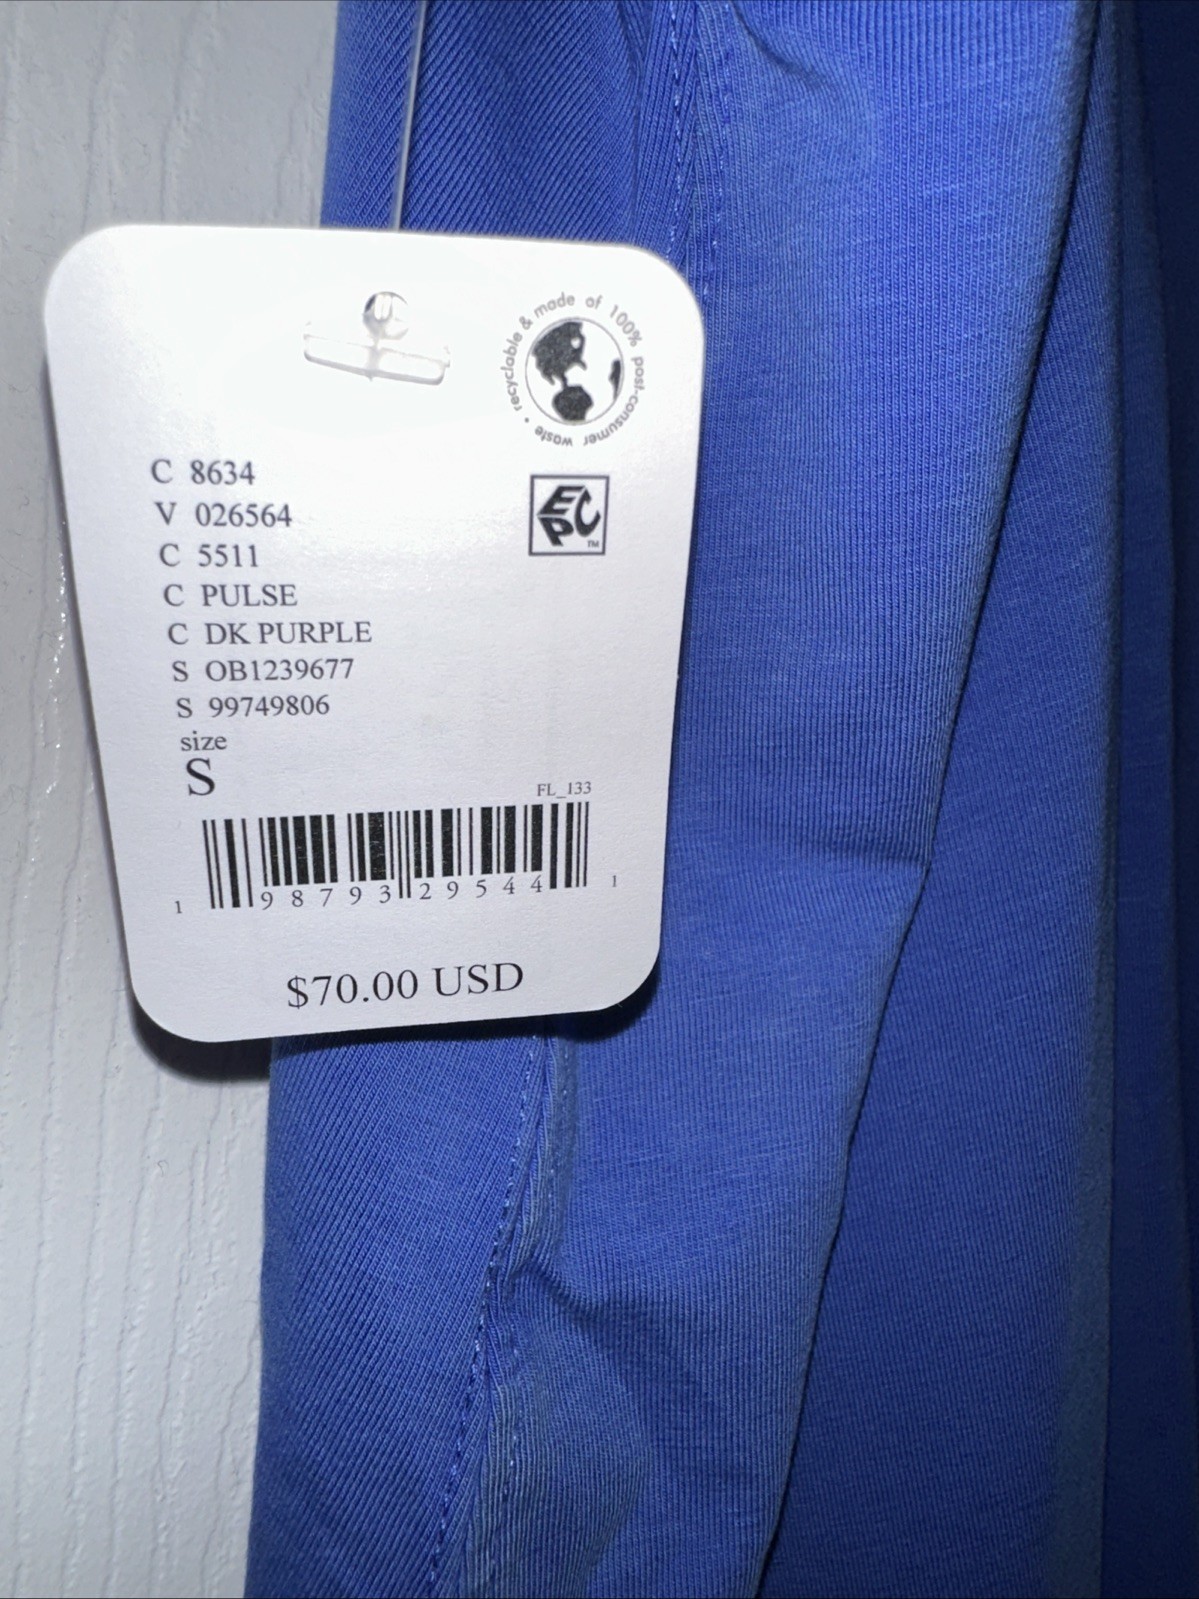 recyclable & made of 100% post-consumer waste •
C 8634
V 026564
C 5511
C PULSE
C DK PURPLE
S OB1239677
S 99749806
size
S
EPC™
FL_133
1 98793 29544 1
$70.00 USD